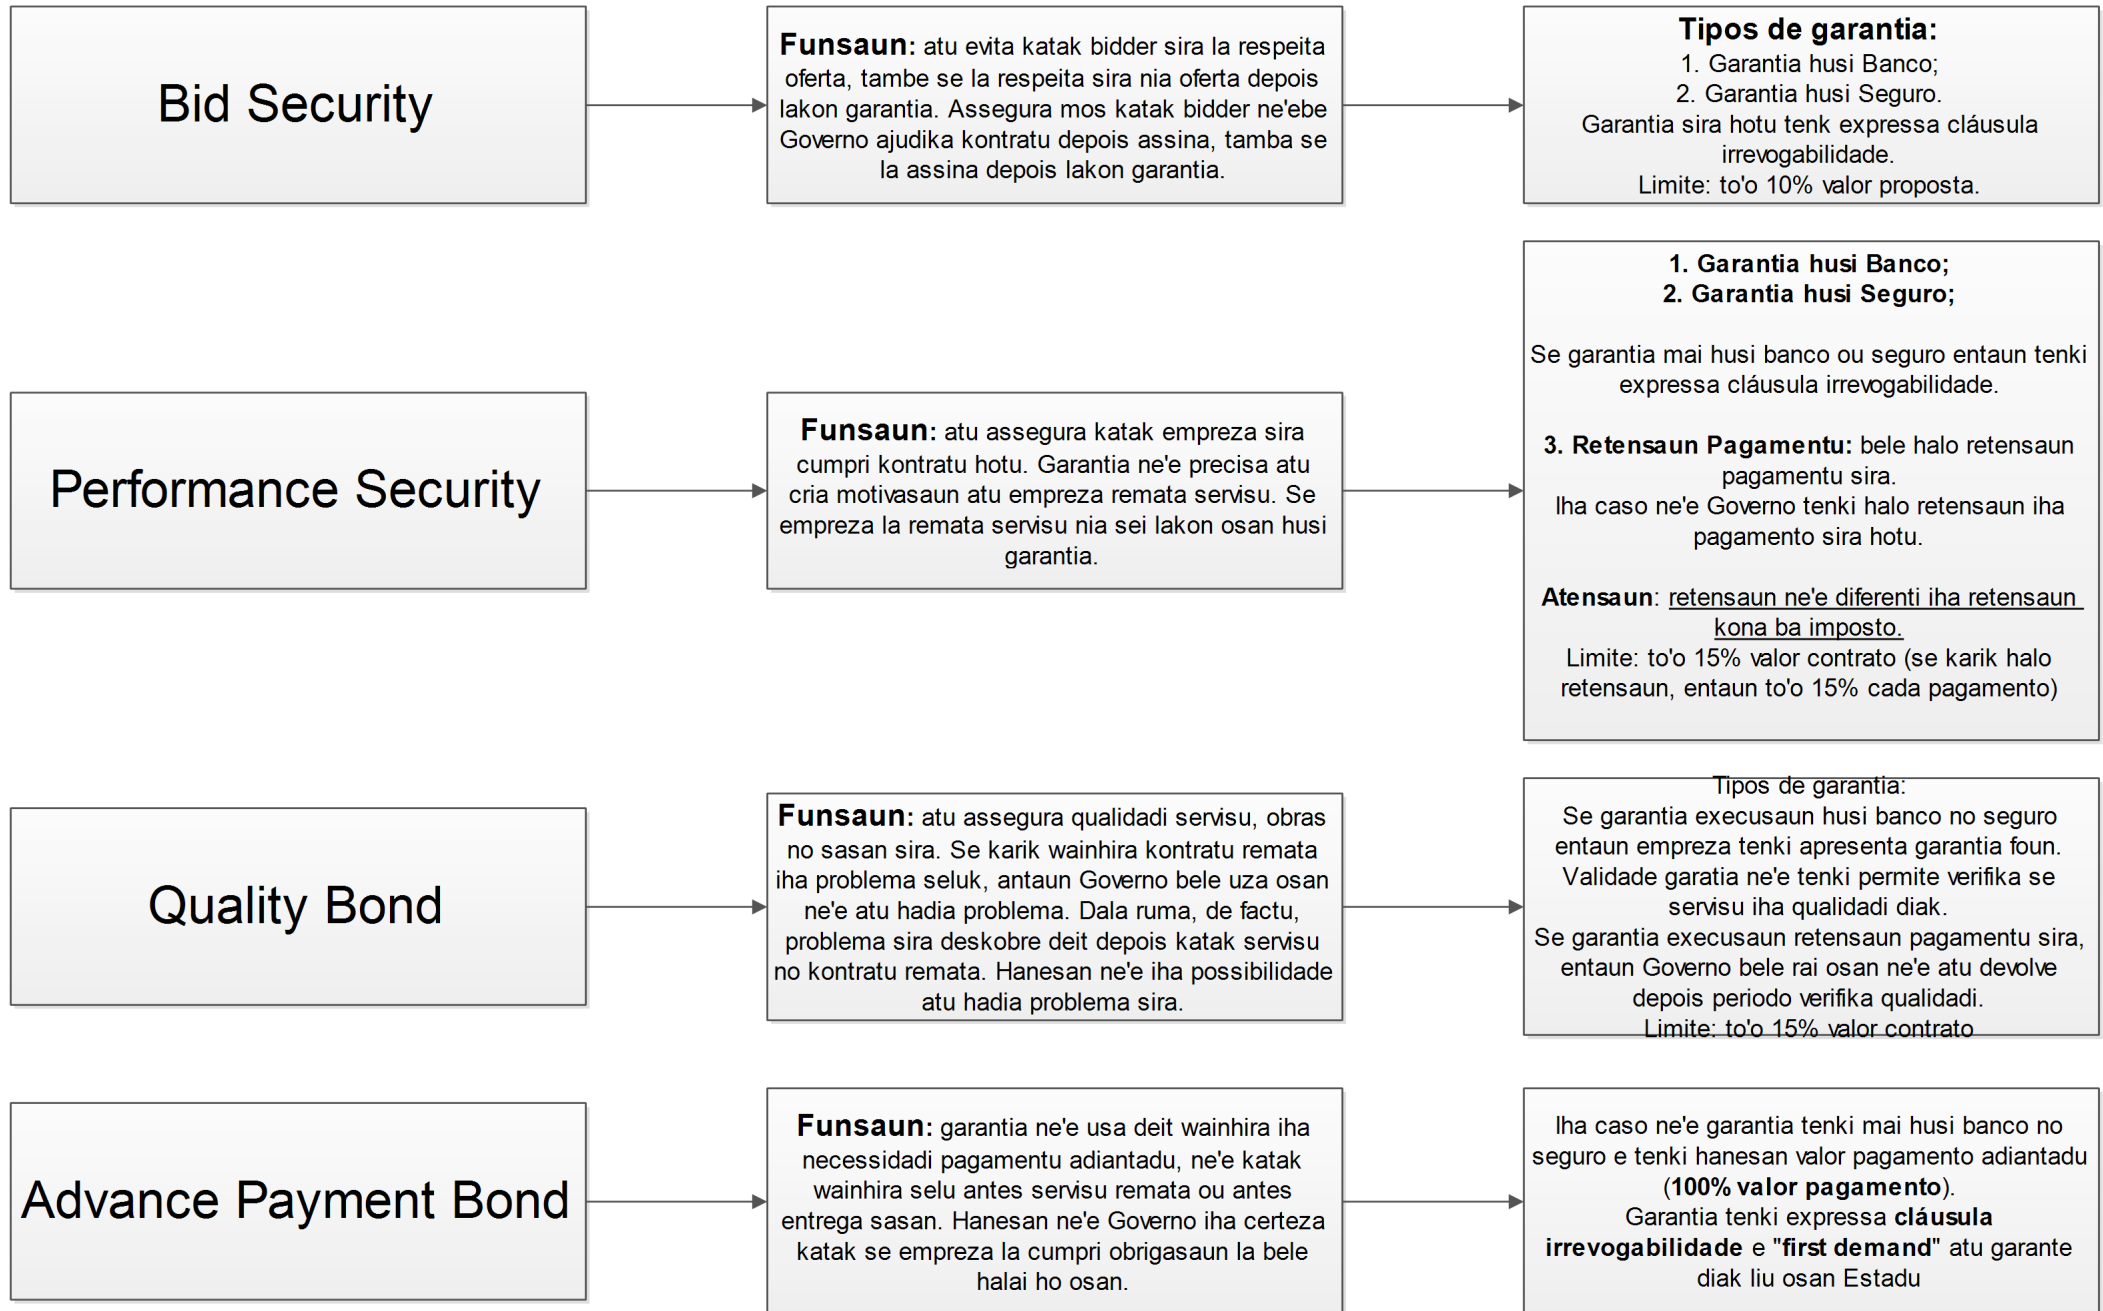 Bid Security
Funsaun: atu evita katak bidder sira la respeita
oferta, tambe se la respeita sira nia oferta depois
lakon garantia. Assegura mos katak bidder ne'ebe
Governo ajudika kontratu depois assina, tamba se
la assina depois lakon garantia.
Tipos de garantia:
1. Garantia husi Banco;
2. Garantia husi Seguro.
Garantia sira hotu tenk expressa cláusula
irrevogabilidade.
Limite: to'o 10% valor proposta.
Performance Security
Funsaun: atu assegura katak empreza sira
cumpri kontratu hotu. Garantia ne'e precisa atu
cria motivasaun atu empreza remata servisu. Se
empreza la remata servisu nia sei lakon osan husi
garantia.
1. Garantia husi Banco;
2. Garantia husi Seguro;
Se garantia mai husi banco ou seguro entaun tenki
expressa cláusula irrevogabilidade.
3. Retensaun Pagamentu: bele halo retensaun
pagamentu sira.
Iha caso ne'e Governo tenki halo retensaun iha
pagamento sira hotu.
Atensaun: retensaun ne'e diferenti iha retensaun
kona ba imposto.
Limite: to'o 15% valor contrato (se karik halo
retensaun, entaun to'o 15% cada pagamento)
Quality Bond
Funsaun: atu assegura qualidadi servisu, obras
no sasan sira. Se karik wainhira kontratu remata
iha problema seluk, antaun Governo bele uza osan
ne'e atu hadia problema. Dala ruma, de factu,
problema sira deskobre deit depois katak servisu
no kontratu remata. Hanesan ne'e iha possibilidade
atu hadia problema sira.
Tipos de garantia:
Se garantia execusaun husi banco no seguro
entaun empreza tenki apresenta garantia foun.
Validade garatia ne'e tenki permite verifika se
servisu iha qualidadi diak.
Se garantia execusaun retensaun pagamentu sira,
entaun Governo bele rai osan ne'e atu devolve
depois periodo verifika qualidadi.
Limite: to'o 15% valor contrato
Advance Payment Bond
Funsaun: garantia ne'e usa deit wainhira iha
necessidadi pagamentu adiantadu, ne'e katak
wainhira selu antes servisu remata ou antes
entrega sasan. Hanesan ne'e Governo iha certeza
katak se empreza la cumpri obrigasaun la bele
halai ho osan.
Iha caso ne'e garantia tenki mai husi banco no
seguro e tenki hanesan valor pagamento adiantadu
(100% valor pagamento).
Garantia tenki expressa cláusula
irrevogabilidade e "first demand" atu garante
diak liu osan Estadu